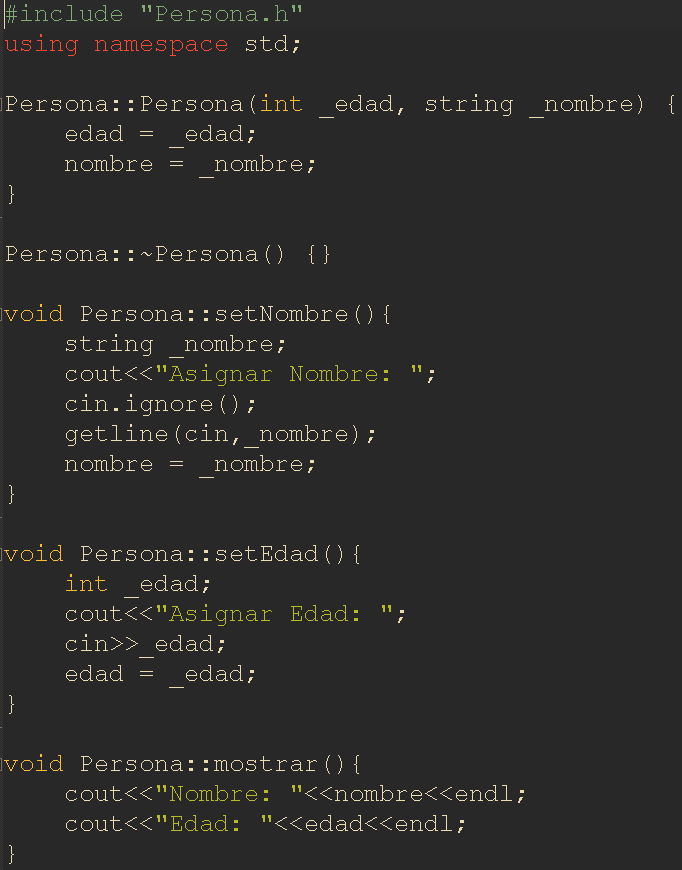 #include "Persona.h"
using namespace std;
Persona::Persona(int _edad, string _nombre) {
edad = _edad;
nombre = _nombre;
}
Persona::~Persona() {}
void Persona::setNombre(){
string _nombre;
cout<<"Asignar Nombre: ";
cin.ignore();
getline(cin,_nombre);
nombre = _nombre;
}
void Persona::setEdad(){
int _edad;
cout<<"Asignar Edad: ";
cin>>_edad;
edad = _edad;
}
void Persona::mostrar(){
cout<<"Nombre: "<<nombre<<endl;
cout<<"Edad: "<<edad<<endl;
}